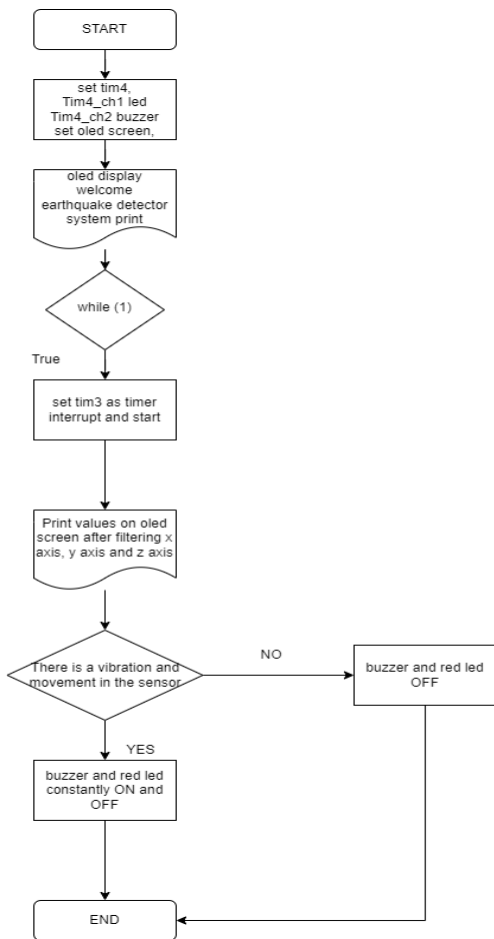 START
set tim4,
Tim4_ch1 led
Tim4_ch2 buzzer
set oled screen,
oled display
welcome
earthquake detector
system print
while (1)
True
set tim3 as timer
interrupt and start
Print values on oled
screen after filtering x
axis, y axis and z axis
There is a vibration and
movement in the sensor
NO
buzzer and red led
OFF
YES
buzzer and red led
constantly ON and
OFF
END